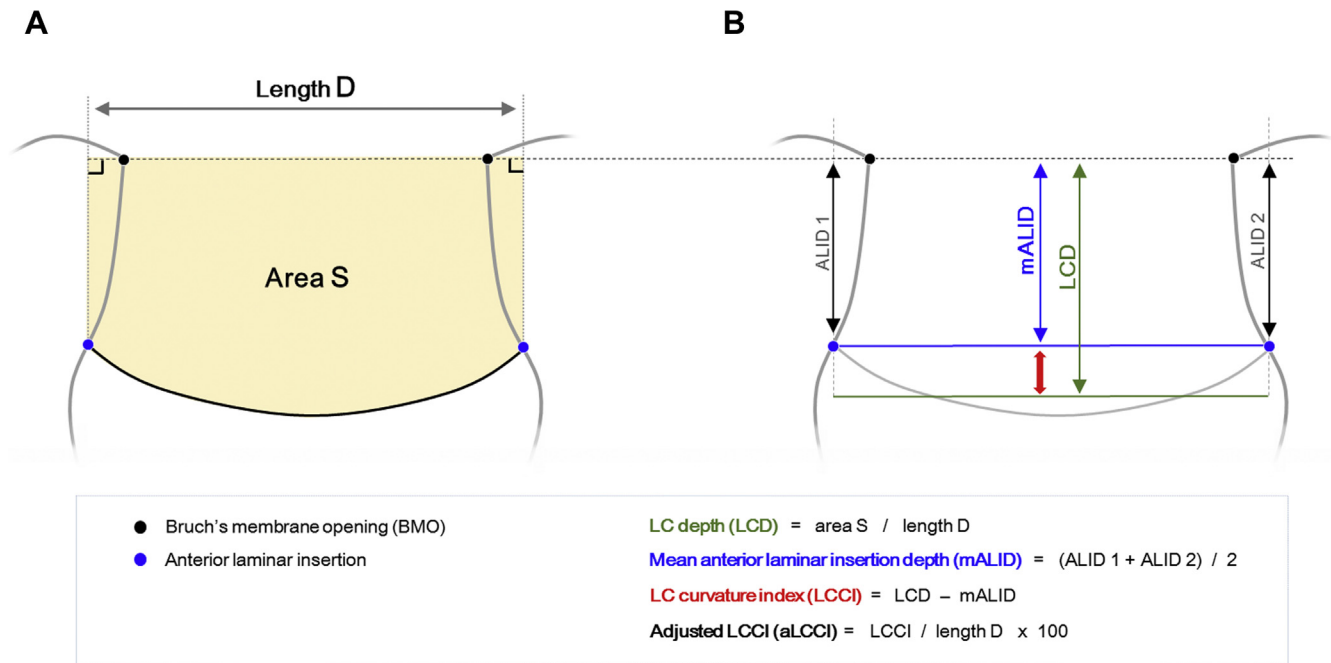 A
B
Length D
Area S
ALID 1
mALID
LCD
ALID 2
Bruch's membrane opening (BMO)
Anterior laminar insertion
LC depth (LCD) = area S / length D
Mean anterior laminar insertion depth (mALID) = (ALID 1 + ALID 2) / 2
LC curvature index (LCCI) = LCD – mALID
Adjusted LCCI (aLCCI) = LCCI / length D x 100